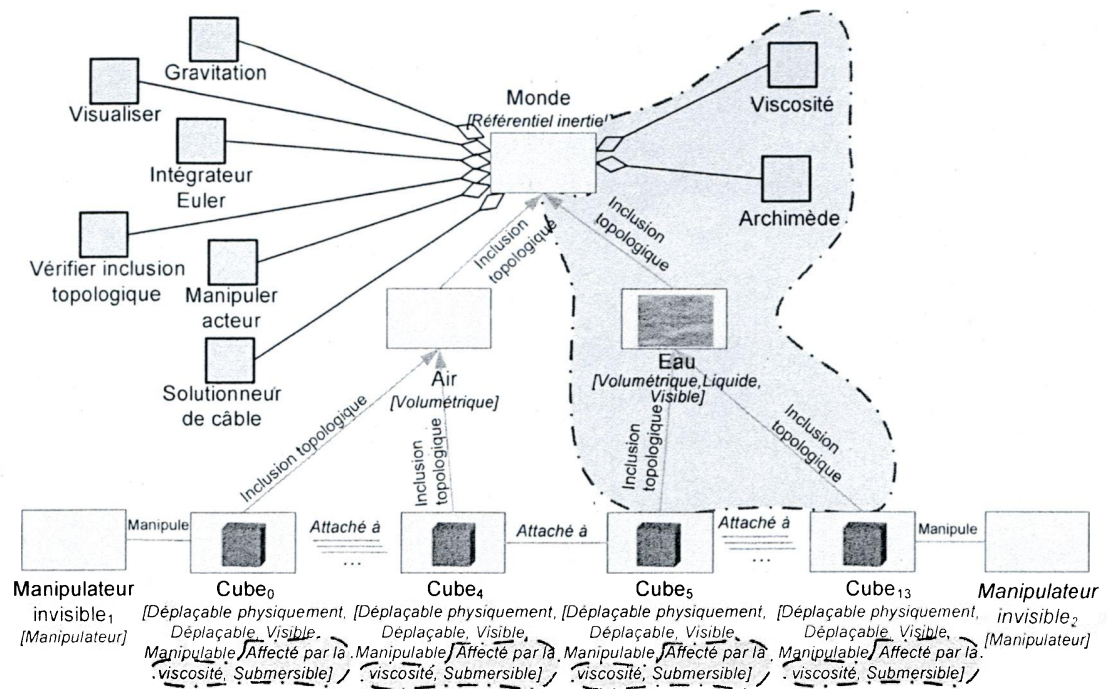 Gravitation
Visualiser
Intégrateur
Euler
Vérifier inclusion
topologique
Manipuler
acteur
Solutionneur
de câble
Monde
[Référentiel inertiel]
Viscosité
Archimède
Inclusion
topologique
Inclusion
topologique
Air
[Volumétrique]
Eau
[Volumétrique, Liquide,
Visible]
Inclusion topologique
Inclusion
topologique
Inclusion
topologique
Inclusion
topologique
Manipulateur
invisible₁
[Manipulateur]
Manipule
Cube₀
[Déplaçable physiquement,
Déplaçable, Visible,
Manipulable, Affecté par la
viscosité, Submersible]
Attaché à
...
Cube₄
[Déplaçable physiquement,
Déplaçable, Visible,
Manipulable, Affecté par la
viscosité, Submersible]
Attaché à
Cube₅
[Déplaçable physiquement,
Déplaçable, Visible,
Manipulable, Affecté par la
viscosité, Submersible]
Attaché à
...
Cube₁₃
[Déplaçable physiquement,
Déplaçable, Visible,
Manipulable, Affecté par la
viscosité, Submersible]
Manipule
Manipulateur
invisible₂
[Manipulateur]